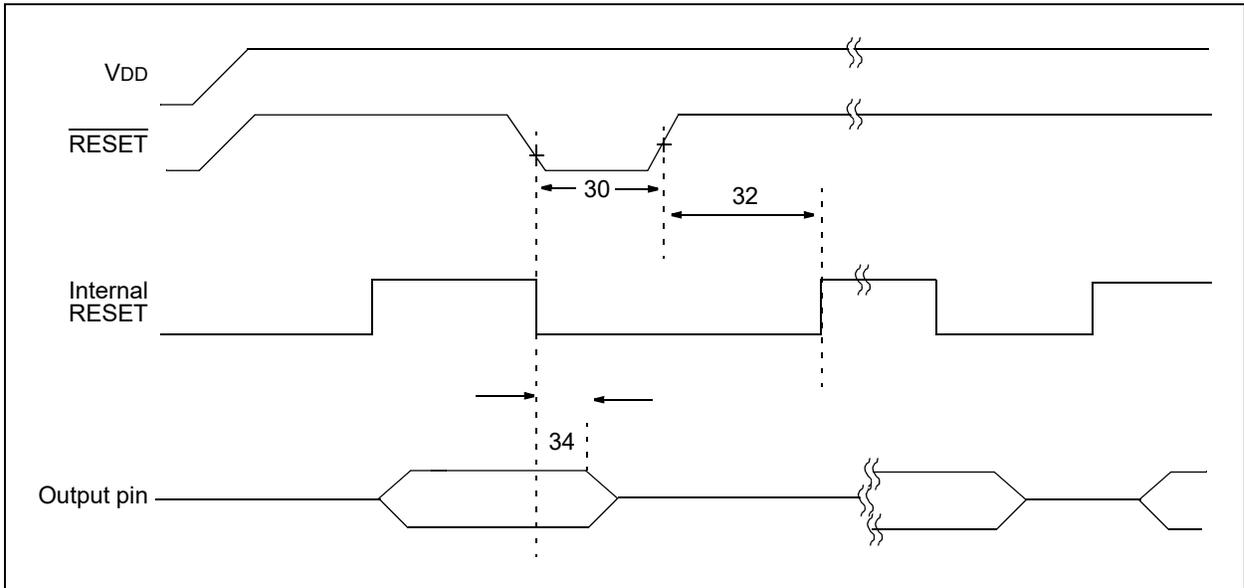 VDD
RESET
30
32
Internal
RESET
34
Output pin